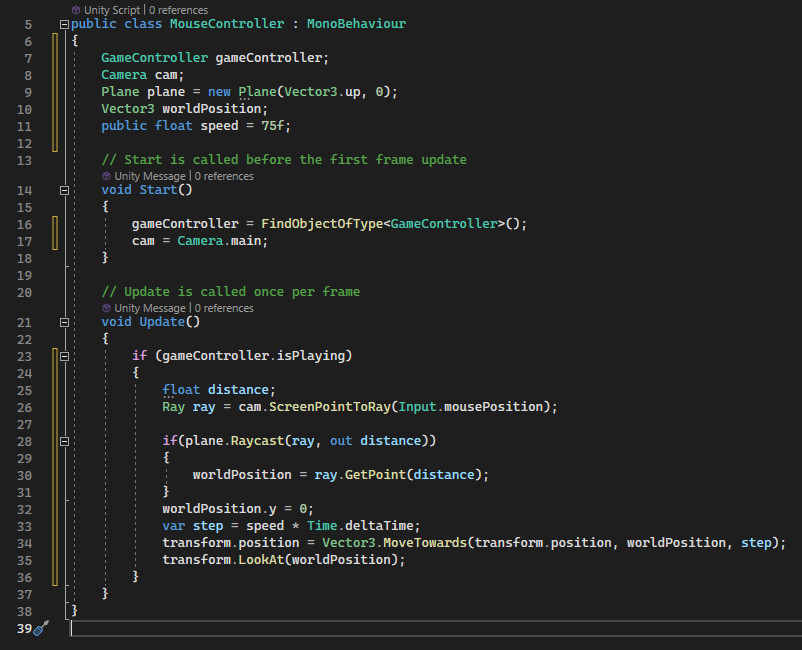 Unity Script | 0 references
5 public class MouseController : MonoBehaviour
6 {
7 GameController gameController;
8 Camera cam;
9 Plane plane = new Plane(Vector3.up, 0);
10 Vector3 worldPosition;
11 public float speed = 75f;
12
13 // Start is called before the first frame update
Unity Message | 0 references
14 void Start()
15 {
16 gameController = FindObjectOfType<GameController>();
17 cam = Camera.main;
18 }
19
20 // Update is called once per frame
Unity Message | 0 references
21 void Update()
22 {
23 if (gameController.isPlaying)
24 {
25 float distance;
26 Ray ray = cam.ScreenPointToRay(Input.mousePosition);
27
28 if(plane.Raycast(ray, out distance))
29 {
30 worldPosition = ray.GetPoint(distance);
31 }
32 worldPosition.y = 0;
33 var step = speed * Time.deltaTime;
34 transform.position = Vector3.MoveTowards(transform.position, worldPosition, step);
35 transform.LookAt(worldPosition);
36 }
37 }
38 }
39